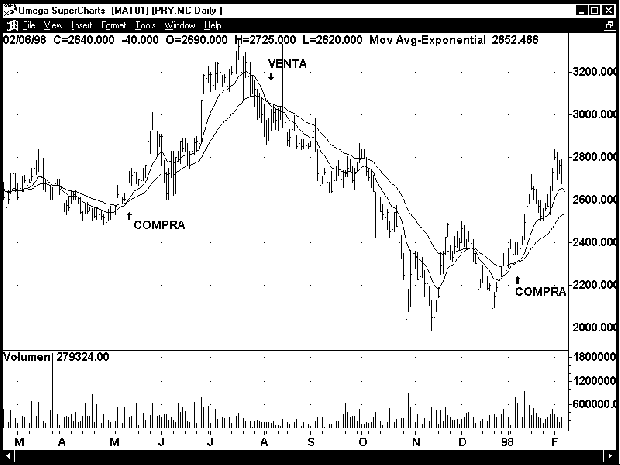 Omega SuperCharts - [MAT01] [PRY.MC Daily ]
File View Insert Format Tools Window Help
02/06/98 C=2640.000 -40.000 O=2690.000 H=2725.000 L=2620.000 Mov Avg-Exponential 2652.466
VENTA
3200.000
3000.000
2800.000
2600.000
COMPRA
2400.000
2200.000
COMPRA
2000.000
Volumen 279324.00
1800000
1200000
600000.0
M A M J J A S O N D 98 F